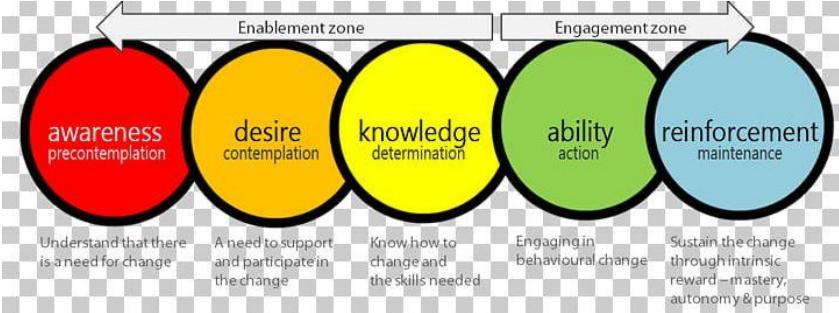 Enablement zone
Engagement zone
awareness
precontemplation
desire
contemplation
knowledge
determination
ability
action
reinforcement
maintenance
Understand that there
is a need for change
A need to support
and participate in
the change
Know how to
change and
the skills needed
Engaging in
behavioural change
Sustain the change
through intrinsic
reward – mastery,
autonomy & purpose